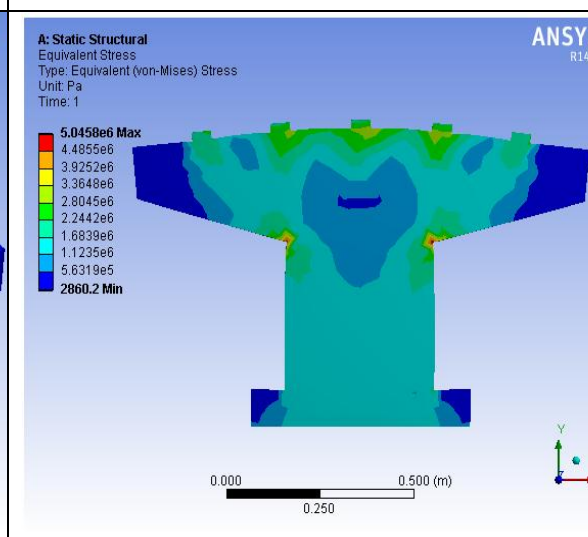 A: Static Structural
Equivalent Stress
Type: Equivalent (von-Mises) Stress
Unit: Pa
Time: 1
ANSY
R14
5.0458e6 Max
4.4855e6
3.9252e6
3.3648e6
2.8045e6
2.2442e6
1.6839e6
1.1235e6
5.6319e5
2860.2 Min
Y
0.000
0.500 (m)
0.250